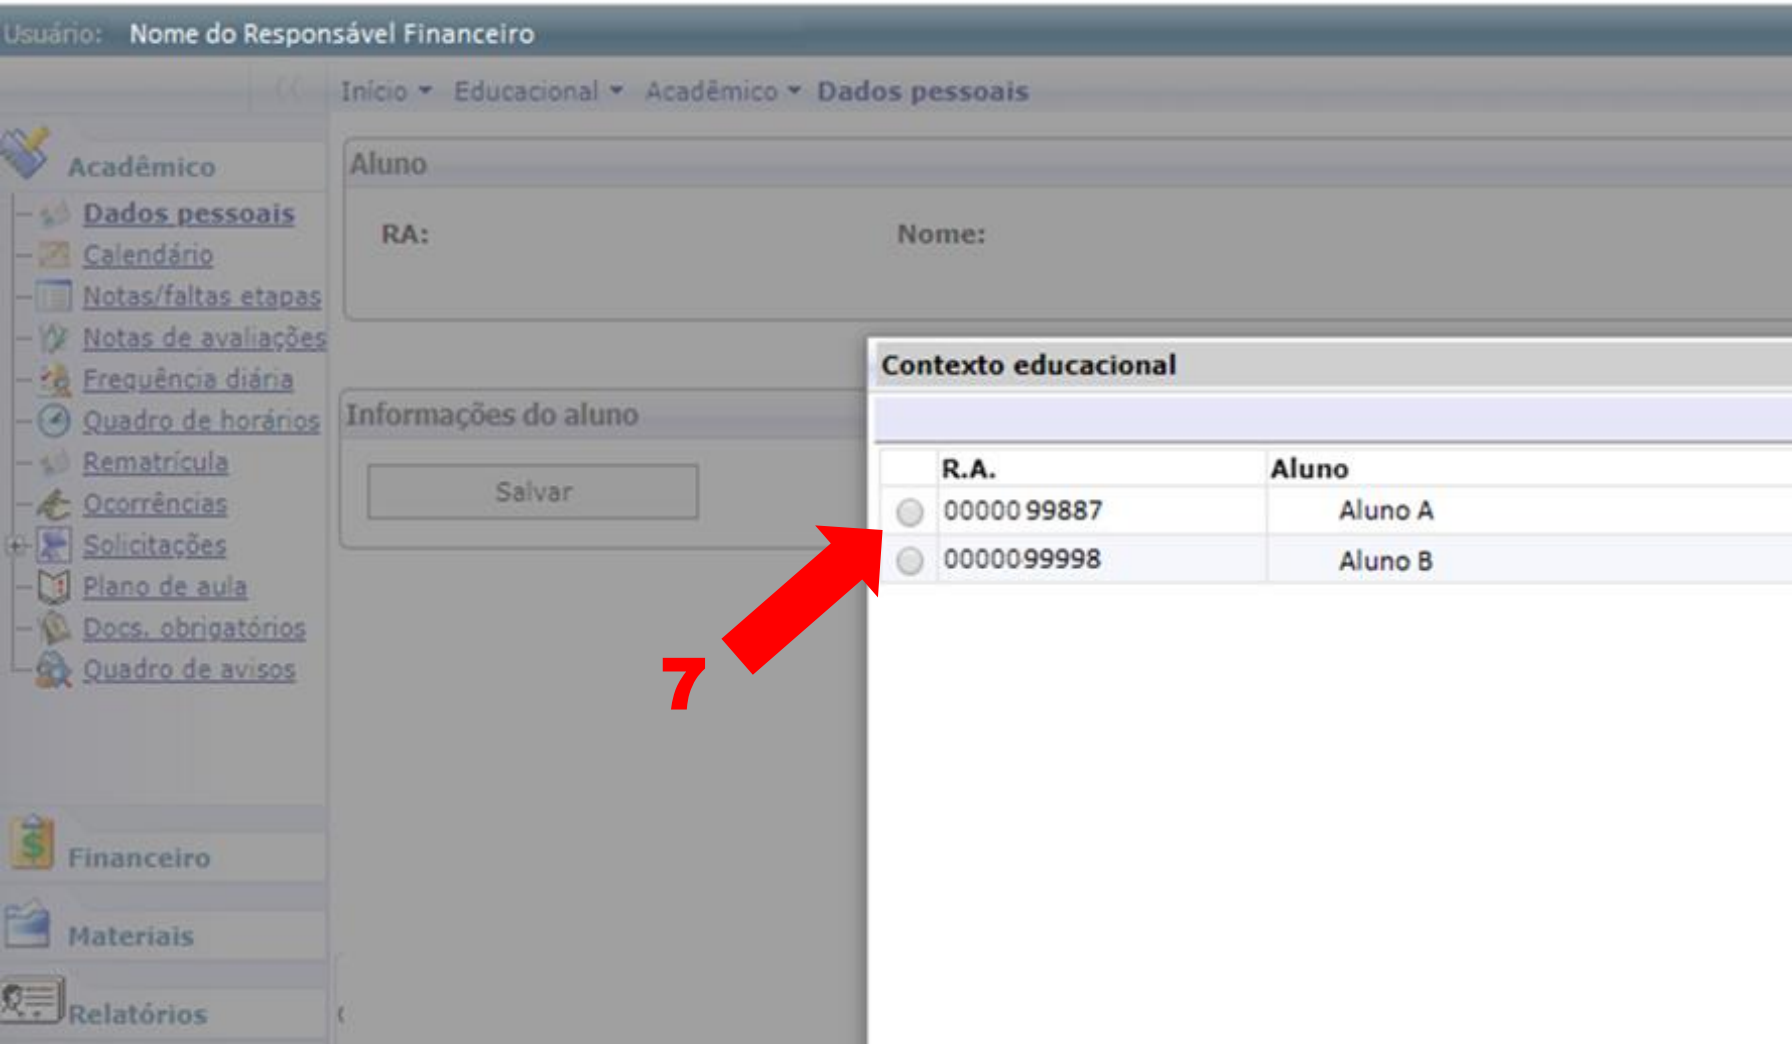 Usuário: Nome do Responsável Financeiro
Início Educacional Acadêmico Dados pessoais
Acadêmico
Dados pessoais
Calendário
Notas/faltas etapas
Notas de avaliações
Frequência diária
Quadro de horários
Rematrícula
Ocorrências
Solicitações
Plano de aula
Docs. obrigatórios
Quadro de avisos
Financeiro
Materiais
Relatórios
Aluno
RA: Nome:
Informações do aluno
Salvar
7
Contexto educacional
R.A. Aluno
0000099887 Aluno A
0000099998 Aluno B